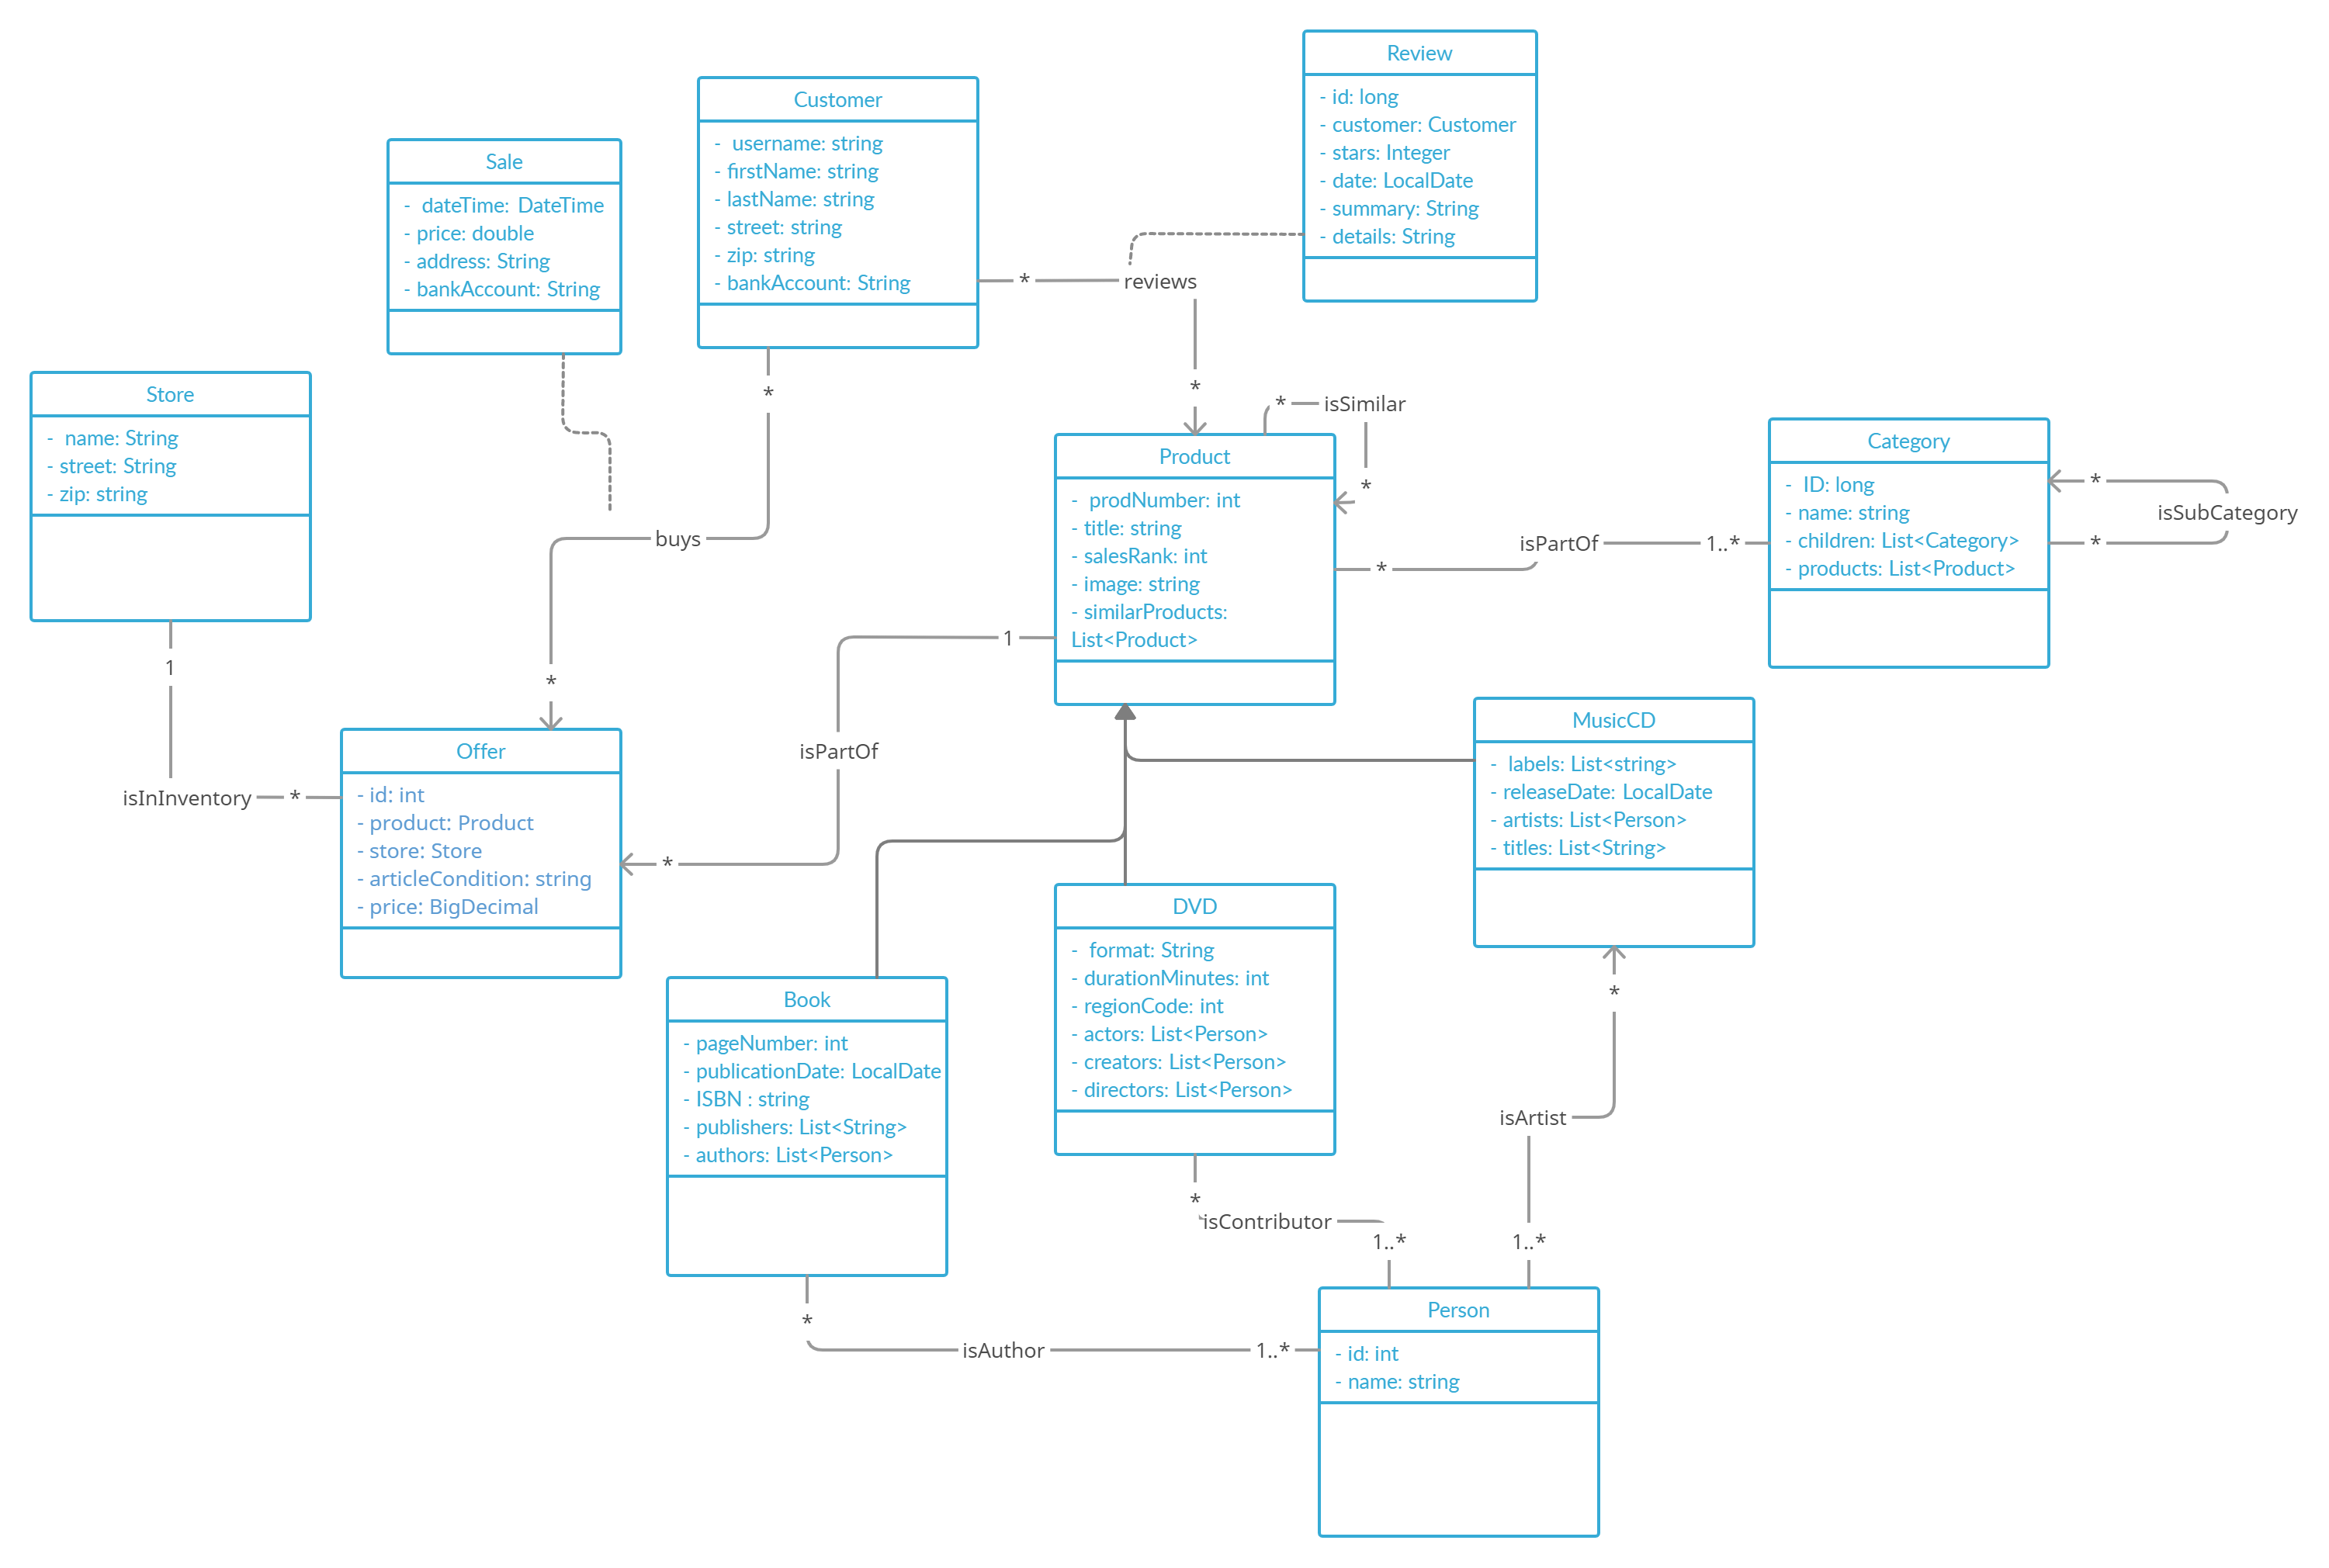 Review
- id: long
- customer: Customer
- stars: Integer
- date: LocalDate
- summary: String
- details: String
Customer
- username: string
- firstName: string
- lastName: string
- street: string
- zip: string
- bankAccount: String
Sale
- dateTime: DateTime
- price: double
- address: String
- bankAccount: String
* reviews
*
Store
- name: String
- street: String
- zip: string
*
* isSimilar
*
Product
- prodNumber: int
- title: string
- salesRank: int
- image: string
- similarProducts:
List<Product>
Category
- ID: long
- name: string
- children: List<Category>
- products: List<Product>
*
isSubCategory
*
buys
isPartOf 1..*
*
1
1
*
isPartOf
*
isInInventory *
Offer
- id: int
- product: Product
- store: Store
- articleCondition: string
- price: BigDecimal
MusicCD
- labels: List<string>
- releaseDate: LocalDate
- artists: List<Person>
- titles: List<String>
DVD
- format: String
- durationMinutes: int
- regionCode: int
- actors: List<Person>
- creators: List<Person>
- directors: List<Person>
Book
- pageNumber: int
- publicationDate: LocalDate
- ISBN : string
- publishers: List<String>
- authors: List<Person>
*
isArtist
*
isContributor
1..*
1..*
*
isAuthor 1..*
Person
- id: int
- name: string